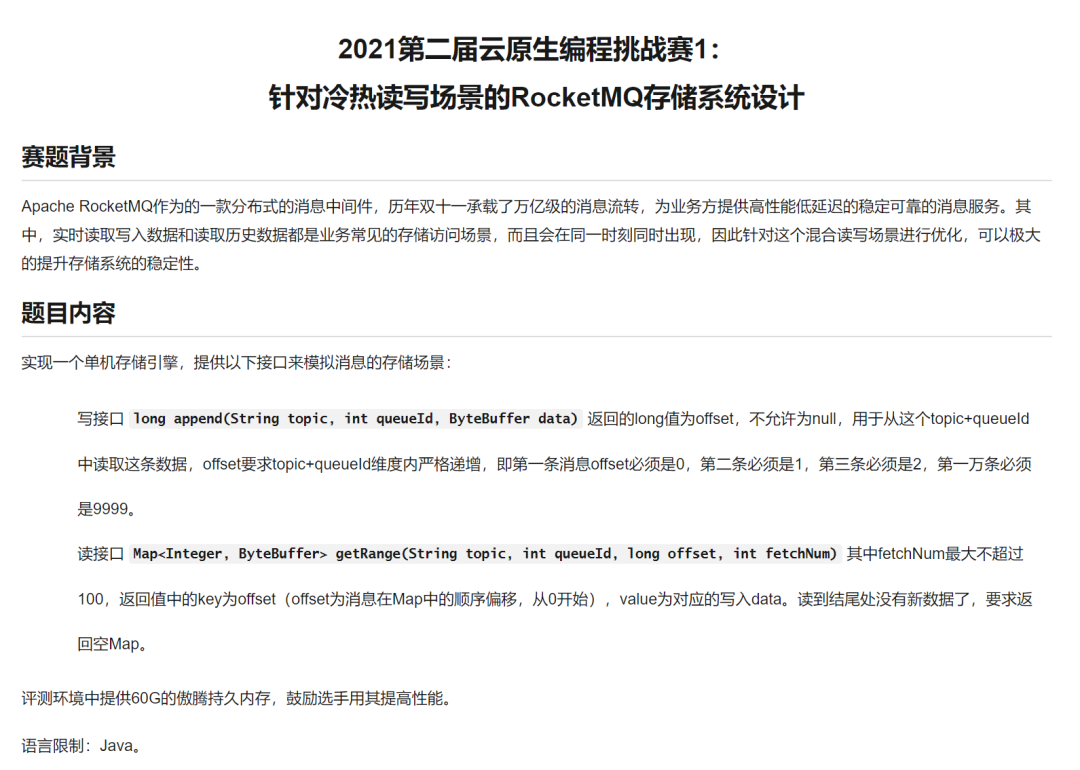 2021第二届云原生编程挑战赛1：
针对冷热读写场景的RocketMQ存储系统设计
赛题背景
Apache RocketMQ作为的一款分布式的消息中间件，历年双十一承载了万亿级的消息流转，为业务方提供高性能低延迟的稳定可靠的消息服务。其
中，实时读取写入数据和读取历史数据都是业务常见的存储访问场景，而且会在同一时刻同时出现，因此针对这个混合读写场景进行优化，可以极大
的提升存储系统的稳定性。
题目内容
实现一个单机存储引擎，提供以下接口来模拟消息的存储场景：
写接口 long append(String topic, int queueId, ByteBuffer data) 返回的long值为offset，不允许为null，用于从这个topic+queueId
中读取这条数据，offset要求topic+queueId维度内严格递增，即第一条消息offset必须是0，第二条必须是1，第三条必须是2，第一万条必须
是9999。
读接口 Map<Integer, ByteBuffer> getRange(String topic, int queueId, long offset, int fetchNum) 其中fetchNum最大不超过
100，返回值中的key为offset（offset为消息在Map中的顺序偏移，从0开始），value为对应的写入data。读到结尾处没有新数据了，要求返
回空Map。
评测环境中提供60G的傲腾持久内存，鼓励选手用其提高性能。
语言限制：Java。